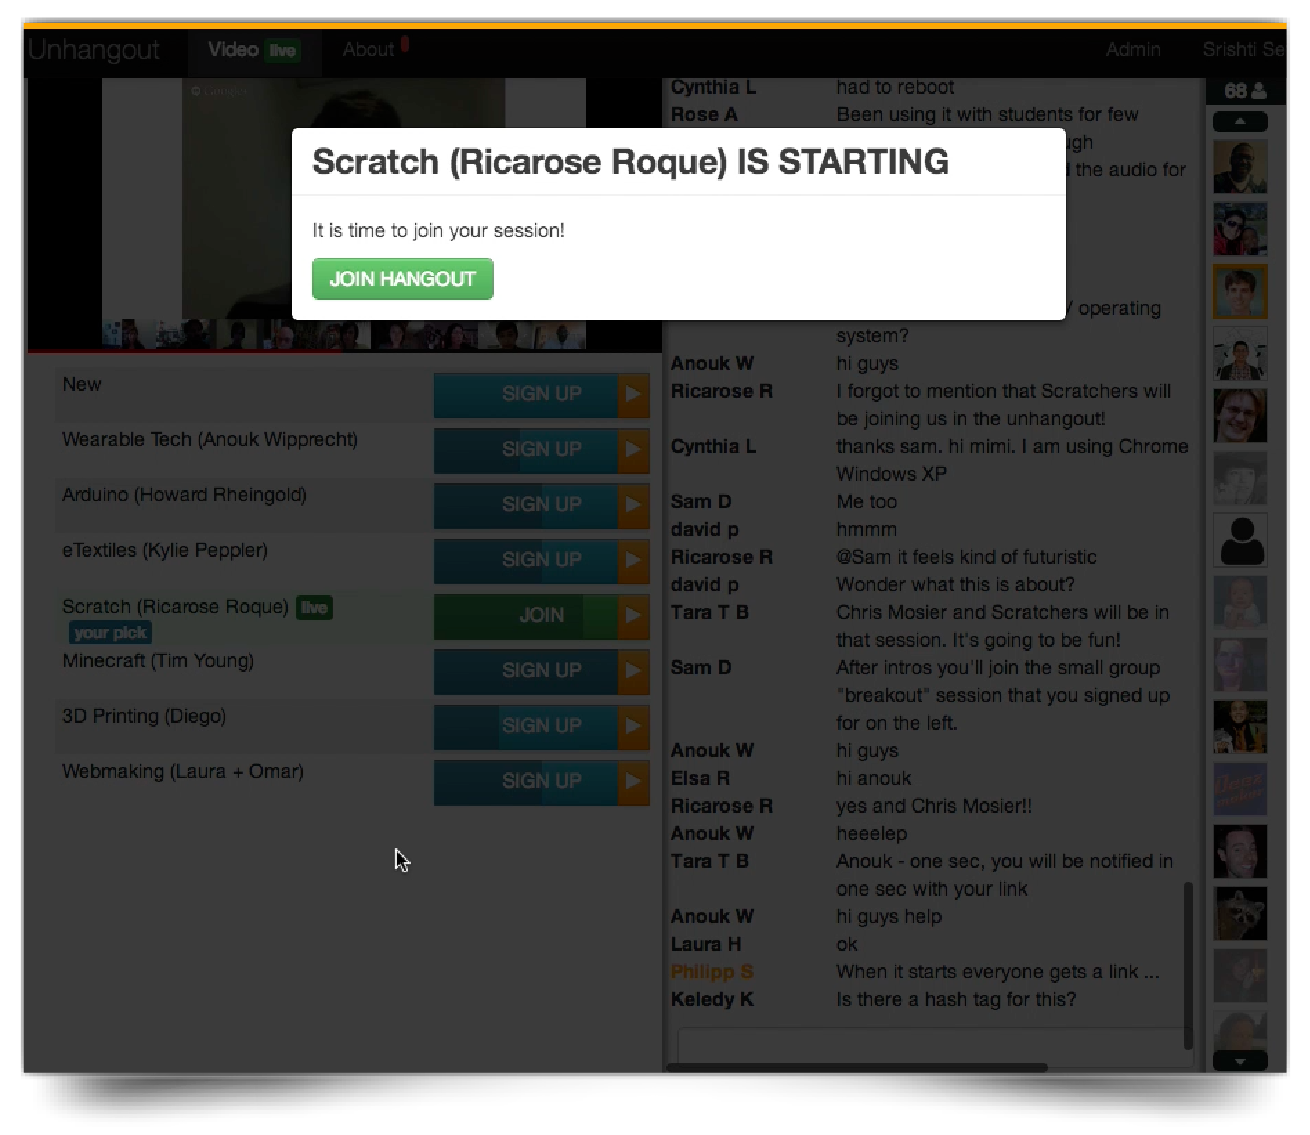 Unhangout Video live About Admin Srishti Se
Scratch (Ricarose Roque) IS STARTING
It is time to join your session!
JOIN HANGOUT
New SIGN UP
Wearable Tech (Anouk Wipprecht) SIGN UP
Arduino (Howard Rheingold) SIGN UP
eTextiles (Kylie Peppler) SIGN UP
Scratch (Ricarose Roque) live JOIN
your pick
Minecraft (Tim Young) SIGN UP
3D Printing (Diego) SIGN UP
Webmaking (Laura + Omar) SIGN UP
Cynthia L had to reboot
Rose A Been using it with students for few
the audio for
operating
system?
Anouk W hi guys
Ricarose R I forgot to mention that Scratchers will
be joining us in the unhangout!
Cynthia L thanks sam. hi mimi. I am using Chrome
Windows XP
Sam D Me too
david p hmmm
Ricarose R @Sam it feels kind of futuristic
david p Wonder what this is about?
Tara T B Chris Mosier and Scratchers will be in
that session. It's going to be fun!
Sam D After intros you'll join the small group
"breakout" session that you signed up
for on the left.
Anouk W hi guys
Elsa R hi anouk
Ricarose R yes and Chris Mosier!!
Anouk W heeelep
Tara T B Anouk - one sec, you will be notified in
one sec with your link
Anouk W hi guys help
Laura H ok
Philipp S When it starts everyone gets a link ...
Keledy K Is there a hash tag for this?
68